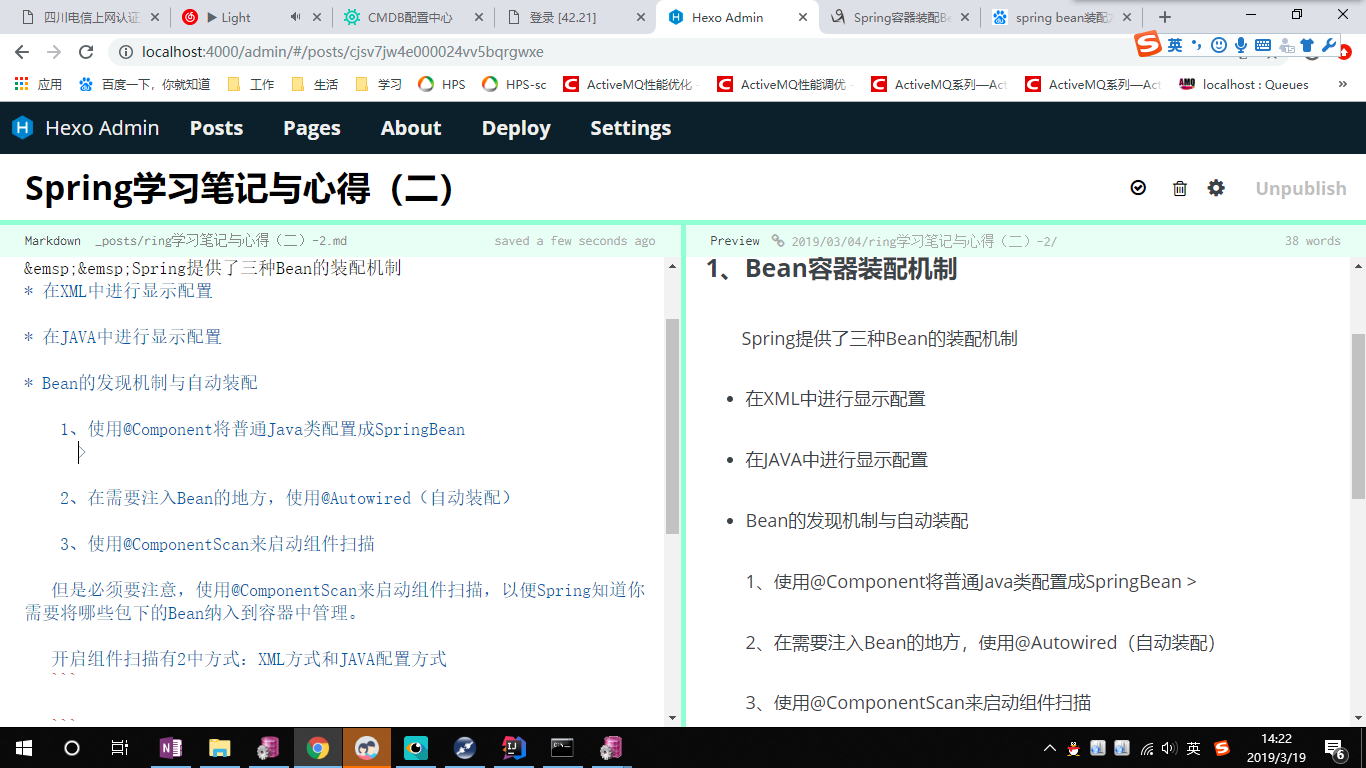 四川电信上网认证
Light
CMDB配置中心
登录 [42.21]
Hexo Admin
Spring容器装配Be
spring bean装配
localhost:4000/admin/#/posts/cjsv7jw4e000024vv5bqrgwxe
英
应用
百度一下，你就知道
工作
生活
学习
HPS
HPS-sc
ActiveMQ性能优化
ActiveMQ性能调优
ActiveMQ系列—Act
ActiveMQ系列—Act
localhost : Queues
Hexo Admin
Posts
Pages
About
Deploy
Settings
Spring学习笔记与心得（二）
Unpublish
Markdown _posts/ring学习笔记与心得（二）-2.md
saved a few seconds ago
&emsp;&emsp;Spring提供了三种Bean的装配机制
* 在XML中进行显示配置
* 在JAVA中进行显示配置
* Bean的发现机制与自动装配
1、使用@Component将普通Java类配置成SpringBean
>
2、在需要注入Bean的地方，使用@Autowired（自动装配）
3、使用@ComponentScan来启动组件扫描
但是必须要注意，使用@ComponentScan来启动组件扫描，以便Spring知道你
需要将哪些包下的Bean纳入到容器中管理。
开启组件扫描有2中方式：XML方式和JAVA配置方式
```
```
Preview 2019/03/04/ring学习笔记与心得（二）-2/
38 words
1、Bean容器装配机制
Spring提供了三种Bean的装配机制
• 在XML中进行显示配置
• 在JAVA中进行显示配置
• Bean的发现机制与自动装配
1、使用@Component将普通Java类配置成SpringBean >
2、在需要注入Bean的地方，使用@Autowired（自动装配）
3、使用@ComponentScan来启动组件扫描
英
14:22
2019/3/19
6